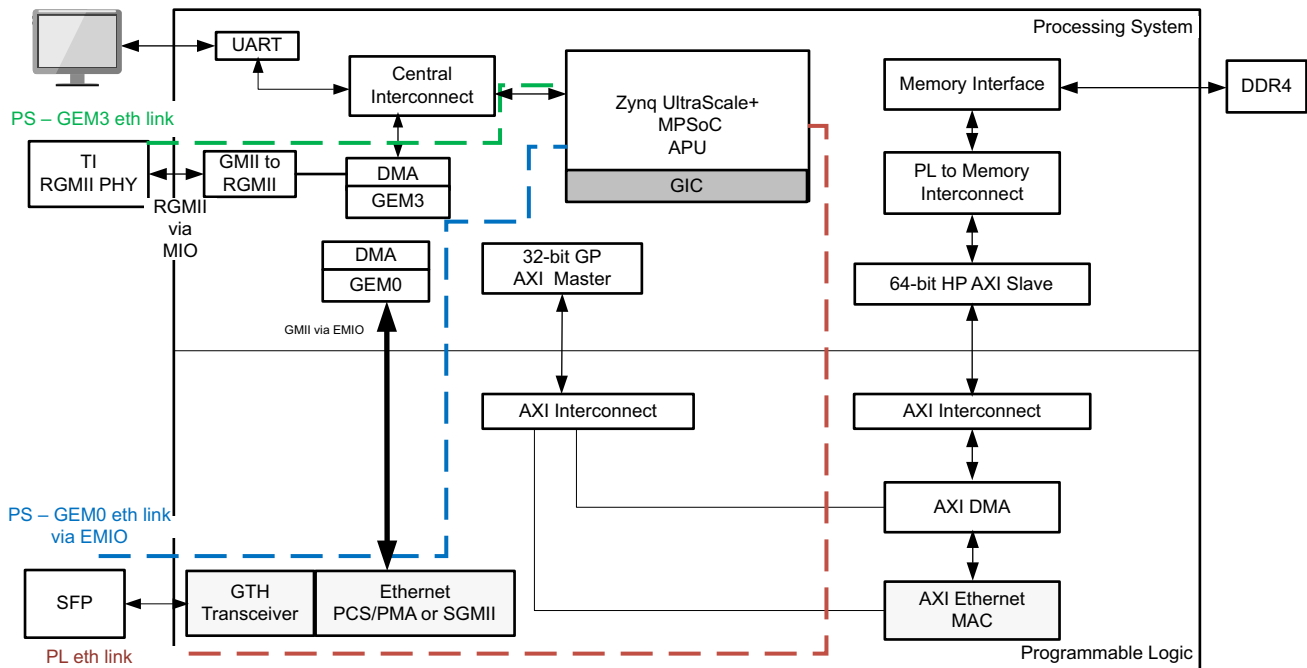 Processing System
UART
Central
Interconnect
Zynq UltraScale+
MPSoC
APU
GIC
Memory Interface
DDR4
PS – GEM3 eth link
TI
RGMII PHY
GMII to
RGMII
DMA
GEM3
PL to Memory
Interconnect
RGMII
via
MIO
DMA
GEM0
32-bit GP
AXI Master
64-bit HP AXI Slave
GMII via EMIO
AXI Interconnect
AXI Interconnect
PS – GEM0 eth link
via EMIO
AXI DMA
SFP
GTH
Transceiver
Ethernet
PCS/PMA or SGMII
AXI Ethernet
MAC
PL eth link
Programmable Logic